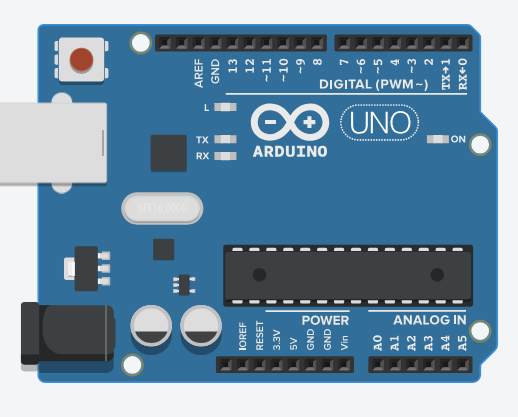 AREF
GND
13
12
~11
~10
~9
8
7
~6
~5
4
~3
2
TX→1
RX←0
DIGITAL (PWM~)
L
TX
RX
ARDUINO
UNO
ON
POWER
ANALOG IN
IOREF
RESET
3.3V
5V
GND
GND
Vin
A0
A1
A2
A3
A4
A5